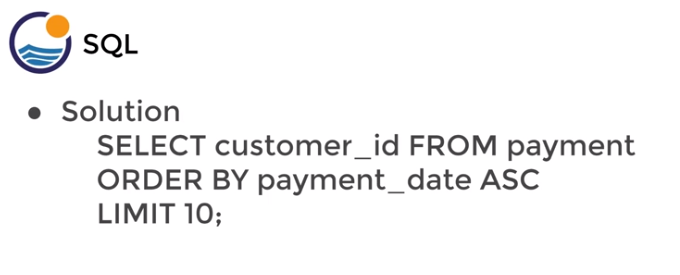 SQL
● Solution
SELECT customer_id FROM payment
ORDER BY payment_date ASC
LIMIT 10;